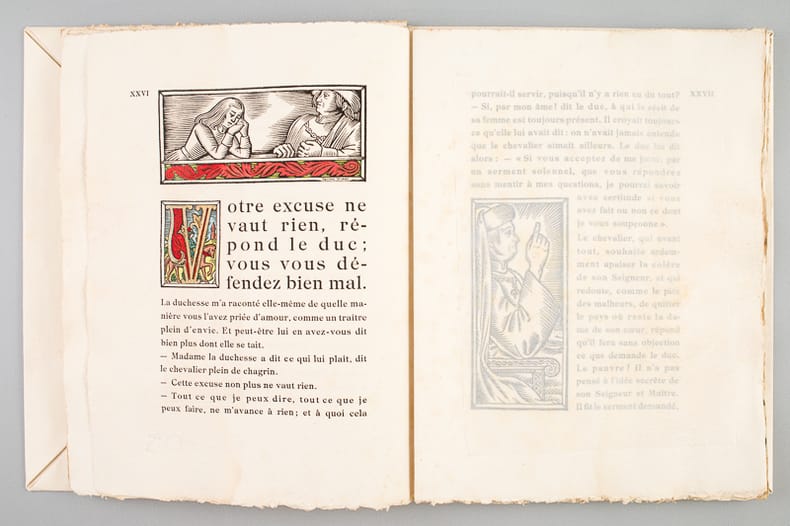 XXVI
Votre excuse ne
vaut rien, ré-
pond le duc;
vous vous dé-
fendez bien mal.
La duchesse m'a raconté elle-même de quelle ma-
nière vous l'avez priée d'amour, comme un traître
plein d'envie. Et peut-être lui en avez-vous dit
bien plus dont elle se tait.
— Madame la duchesse a dit ce qui lui plaît, dit
le chevalier plein de chagrin.
— Cette excuse non plus ne vaut rien.
— Tout ce que je peux dire, tout ce que je
peux faire, ne m'avance à rien; et à quoi cela
pourrait-il servir, puisqu'il n'y a rien eu du tout?
XXVII
— Si, par mon âme! dit le duc, à qui le récit de
sa femme est toujours présent. Il croyait toujours
ce qu'elle lui avait dit: on n'avait jamais entendu
que le chevalier aimait ailleurs. Le duc lui dit
alors: — « Si vous acceptez de me jurer, par
un serment solennel, que vous répondrez
sans mentir à mes questions, je pourrai savoir
avec certitude si vous
avez fait ou non ce dont
je vous soupçonne ».
Le chevalier, qui avant
tout, souhaite ardem-
ment apaiser la colère
de son Seigneur, et qui
redoute, comme le pire
des malheurs, de quitter
le pays où reste la da-
me de son cœur, répond
qu'il fera sans objection
ce que demande le duc.
Le pauvre! Il n'a pas
pensé à l'idée secrète de
son Seigneur et Maître.
Il fit le serment demandé,